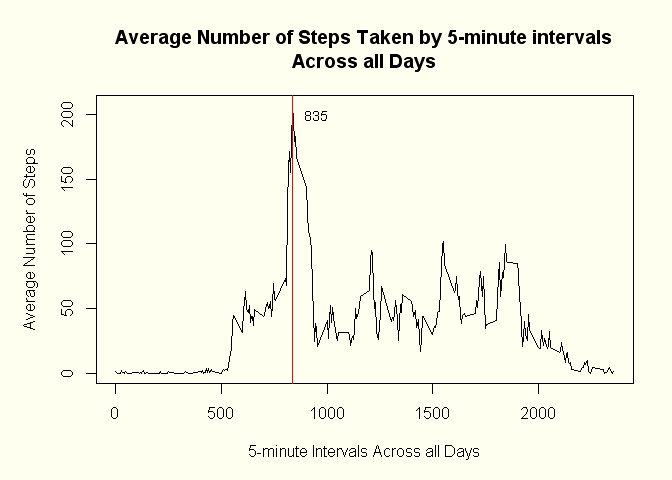 Average Number of Steps Taken by 5-minute intervals
Across all Days
835
Average Number of Steps
200
150
100
50
0
0 500 1000 1500 2000
5-minute Intervals Across all Days